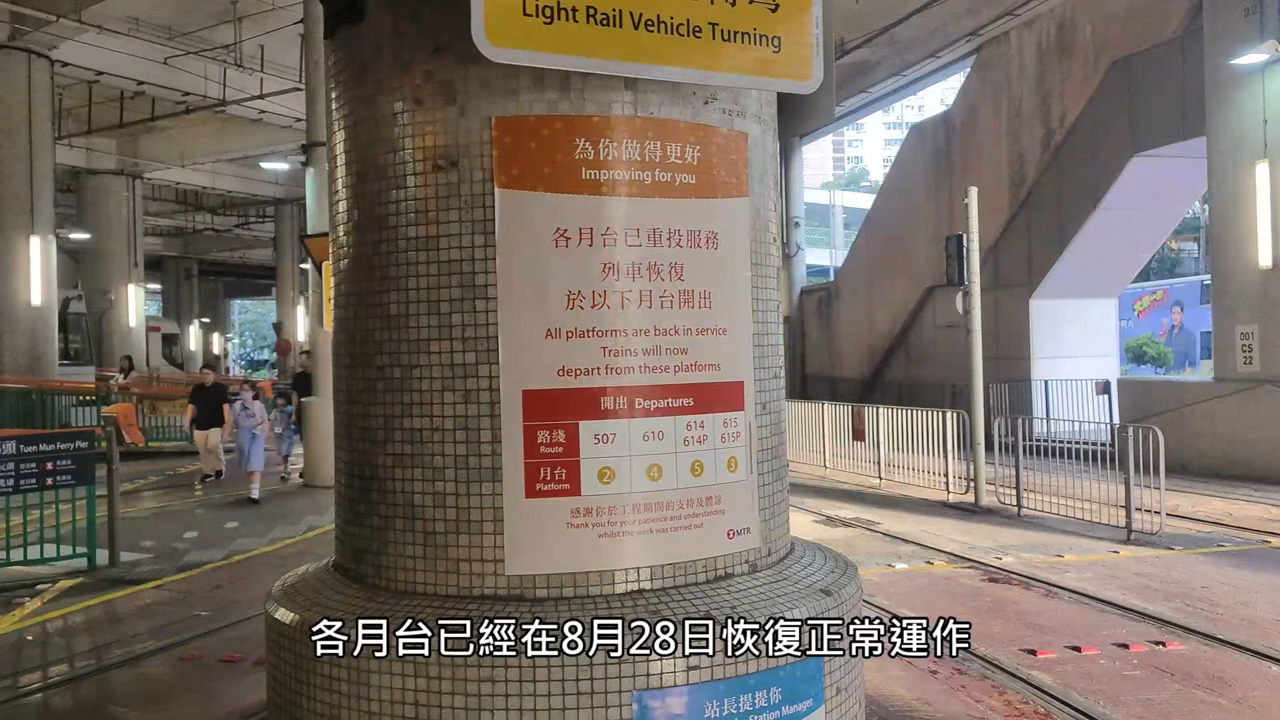 Light Rail Vehicle Turning
為你做得更好
Improving for you
各月台已重投服務
列車恢復
於以下月台開出
All platforms are back in service
Trains will now
depart from these platforms
開出 Departures
路綫 Route 507 610 614 614P 615 615P
月台 Platform 2 4 5 3
感謝你於工程期間的支持及體諒
Thank you for your patience and understanding
whilst the work was carried out
MTR
Tuen Mun Ferry Pier
001
CS
22
各月台已經在8月28日恢復正常運作
站長提提你
Station Manager